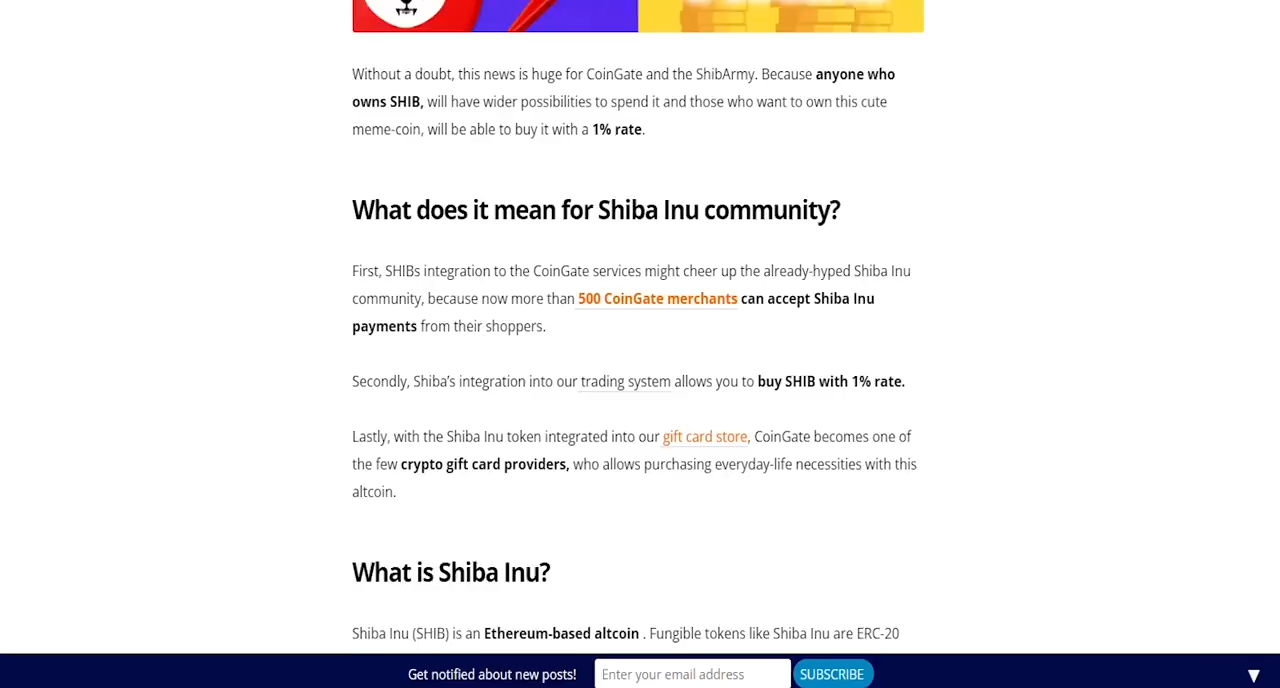 Without a doubt, this news is huge for CoinGate and the ShibArmy. Because anyone who
owns SHIB, will have wider possibilities to spend it and those who want to own this cute
meme-coin, will be able to buy it with a 1% rate.
What does it mean for Shiba Inu community?
First, SHIBs integration to the CoinGate services might cheer up the already-hyped Shiba Inu
community, because now more than 500 CoinGate merchants can accept Shiba Inu
payments from their shoppers.
Secondly, Shiba’s integration into our trading system allows you to buy SHIB with 1% rate.
Lastly, with the Shiba Inu token integrated into our gift card store, CoinGate becomes one of
the few crypto gift card providers, who allows purchasing everyday-life necessities with this
altcoin.
What is Shiba Inu?
Shiba Inu (SHIB) is an Ethereum-based altcoin . Fungible tokens like Shiba Inu are ERC-20
Get notified about new posts! Enter your email address SUBSCRIBE ▼